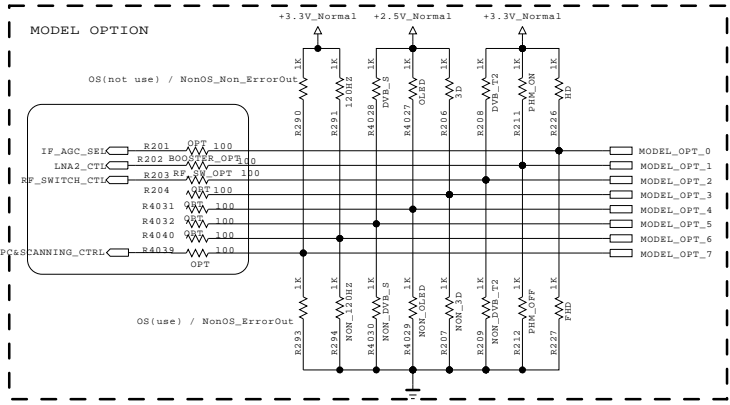 MODEL OPTION
+3.3V_Normal
+2.5V_Normal
+3.3V_Normal
OS(not use) / NonOS_Non_ErrorOut
R290 1K
R291 1K 120HZ
R4028 1K DVB_S
R4027 1K OLED
R206 1K 3D
R208 1K DVB_T2
R211 1K PHM_ON
R226 1K HD
IF_AGC_SEL R201 OPT 100 MODEL_OPT_0
LNA2_CTL R202 BOOSTER_OPT 100 MODEL_OPT_1
RF_SWITCH_CTL R203 RF_SW_OPT 100 MODEL_OPT_2
R204 OPT 100 MODEL_OPT_3
R4031 OPT 100 MODEL_OPT_4
R4032 OPT 100 MODEL_OPT_5
R4040 OPT 100 MODEL_OPT_6
PC&SCANNING_CTRL R4039 100 MODEL_OPT_7
OPT
OS(use) / NonOS_ErrorOut
R293 1K
R294 1K NON_120HZ
R4030 1K NON_DVB_S
R4029 1K NON_OLED
R207 1K NON_3D
R209 1K NON_DVB_T2
R212 1K PHM_OFF
R227 1K FHD